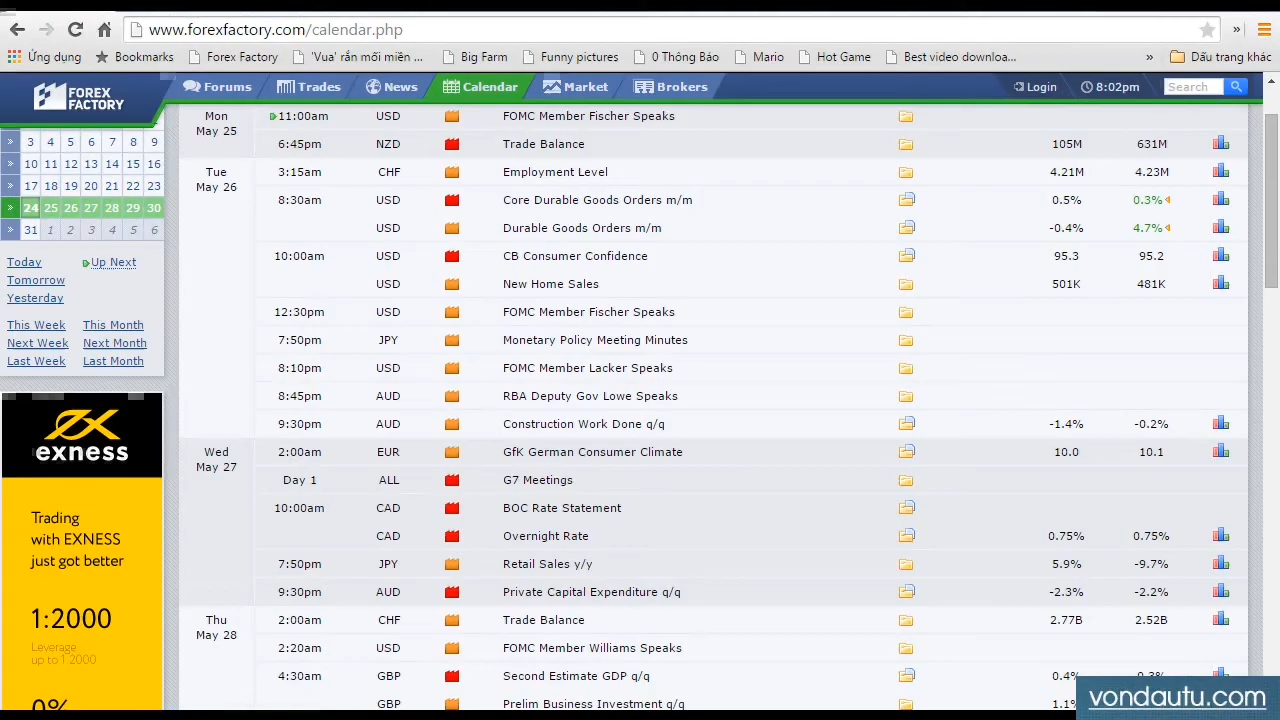 www.forexfactory.com/calendar.php
Ứng dụng Bookmarks Forex Factory 'Vua' rắn mối miền ... Big Farm Funny pictures 0 Thông Báo Mario Hot Game Best video downloa... » Dấu trang khác
FOREX FACTORY Forums Trades News Calendar Market Brokers Login 8:02pm Search
» 3 4 5 6 7 8 9
» 10 11 12 13 14 15 16
» 17 18 19 20 21 22 23
» 24 25 26 27 28 29 30
» 31 1 2 3 4 5 6
Today Up Next
Tomorrow
Yesterday
This Week This Month
Next Week Next Month
Last Week Last Month
exness
Trading
with EXNESS
just got better
1:2000
Leverage
up to 1:2000
0%
Mon May 25 11:00am USD FOMC Member Fischer Speaks
6:45pm NZD Trade Balance 105M 631M
Tue May 26 3:15am CHF Employment Level 4.21M 4.23M
8:30am USD Core Durable Goods Orders m/m 0.5% 0.3%
USD Durable Goods Orders m/m -0.4% 4.7%
10:00am USD CB Consumer Confidence 95.3 95.2
USD New Home Sales 501K 481K
12:30pm USD FOMC Member Fischer Speaks
7:50pm JPY Monetary Policy Meeting Minutes
8:10pm USD FOMC Member Lacker Speaks
8:45pm AUD RBA Deputy Gov Lowe Speaks
9:30pm AUD Construction Work Done q/q -1.4% -0.2%
Wed May 27 2:00am EUR GfK German Consumer Climate 10.0 10.1
Day 1 ALL G7 Meetings
10:00am CAD BOC Rate Statement
CAD Overnight Rate 0.75% 0.75%
7:50pm JPY Retail Sales y/y 5.9% -9.7%
9:30pm AUD Private Capital Expenditure q/q -2.3% -2.2%
Thu May 28 2:00am CHF Trade Balance 2.77B 2.52B
2:20am USD FOMC Member Williams Speaks
4:30am GBP Second Estimate GDP q/q 0.4% 0.3%
GBP Prelim Business Investment q/q 1.1%
vondautu.com